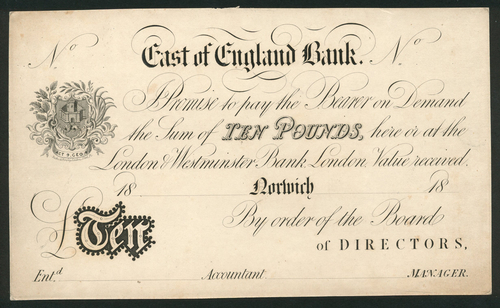 No East of England Bank. No
I Promise to pay the Bearer on Demand
the Sum of TEN POUNDS, here or at the
London & Westminster Bank London Value received.
18 Norwich 18
£Ten By order of the Board
of DIRECTORS,
Entd Accountant MANAGER.